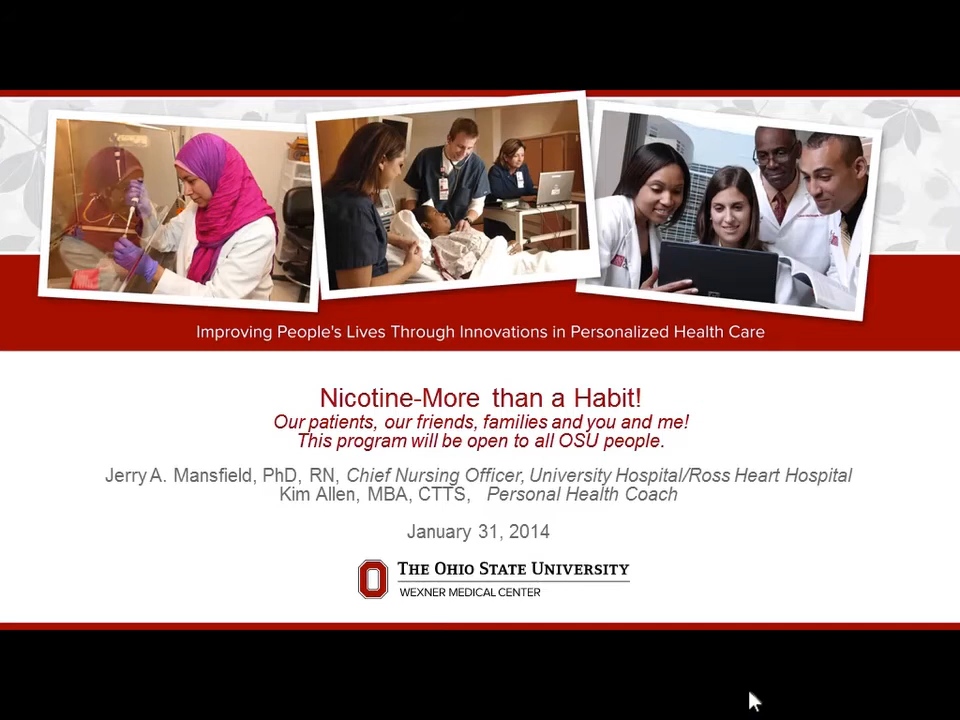 Improving People's Lives Through Innovations in Personalized Health Care
Nicotine-More than a Habit!
Our patients, our friends, families and you and me!
This program will be open to all OSU people.
Jerry A. Mansfield, PhD, RN, Chief Nursing Officer, University Hospital/Ross Heart Hospital
Kim Allen, MBA, CTTS, Personal Health Coach
January 31, 2014
THE OHIO STATE UNIVERSITY
WEXNER MEDICAL CENTER